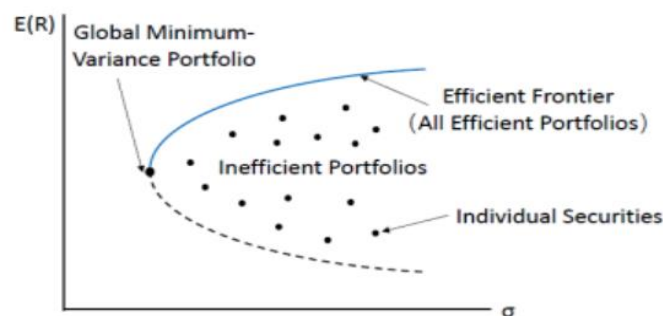 E(R)
Global Minimum-
Variance Portfolio
Efficient Frontier
(All Efficient Portfolios)
Inefficient Portfolios
Individual Securities
σ